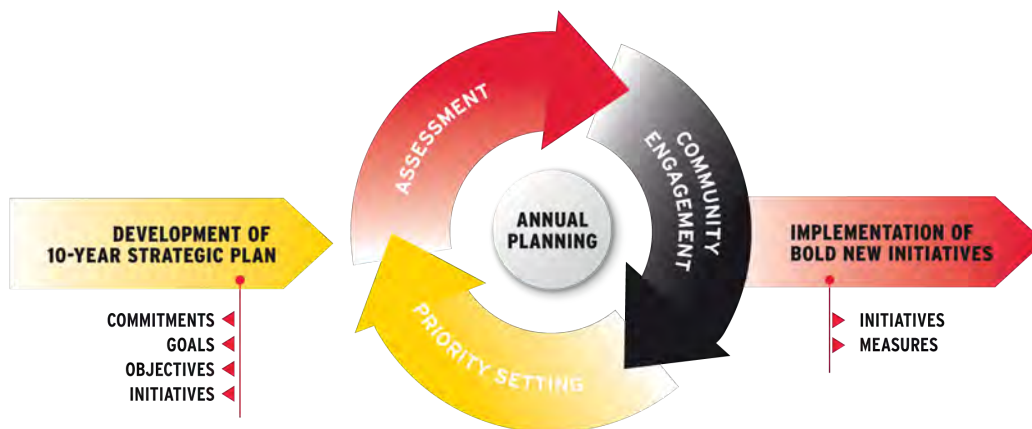 DEVELOPMENT OF
10-YEAR STRATEGIC PLAN
COMMITMENTS
GOALS
OBJECTIVES
INITIATIVES
ASSESSMENT
COMMUNITY
ENGAGEMENT
PRIORITY SETTING
ANNUAL
PLANNING
IMPLEMENTATION OF
BOLD NEW INITIATIVES
INITIATIVES
MEASURES